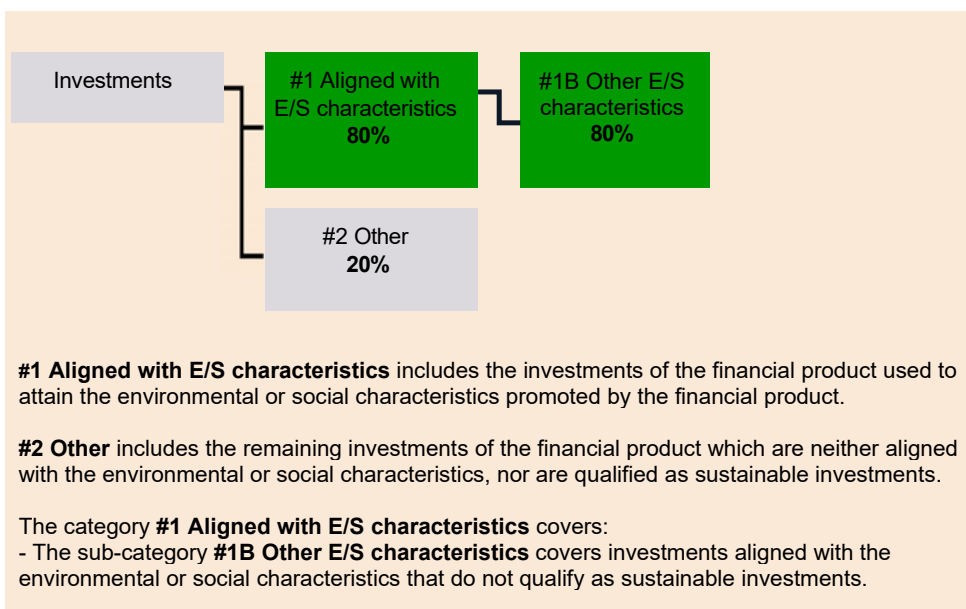 Investments
#1 Aligned with
E/S characteristics
80%
#1B Other E/S
characteristics
80%
#2 Other
20%
#1 Aligned with E/S characteristics includes the investments of the financial product used to
attain the environmental or social characteristics promoted by the financial product.
#2 Other includes the remaining investments of the financial product which are neither aligned
with the environmental or social characteristics, nor are qualified as sustainable investments.
The category #1 Aligned with E/S characteristics covers:
- The sub-category #1B Other E/S characteristics covers investments aligned with the
environmental or social characteristics that do not qualify as sustainable investments.